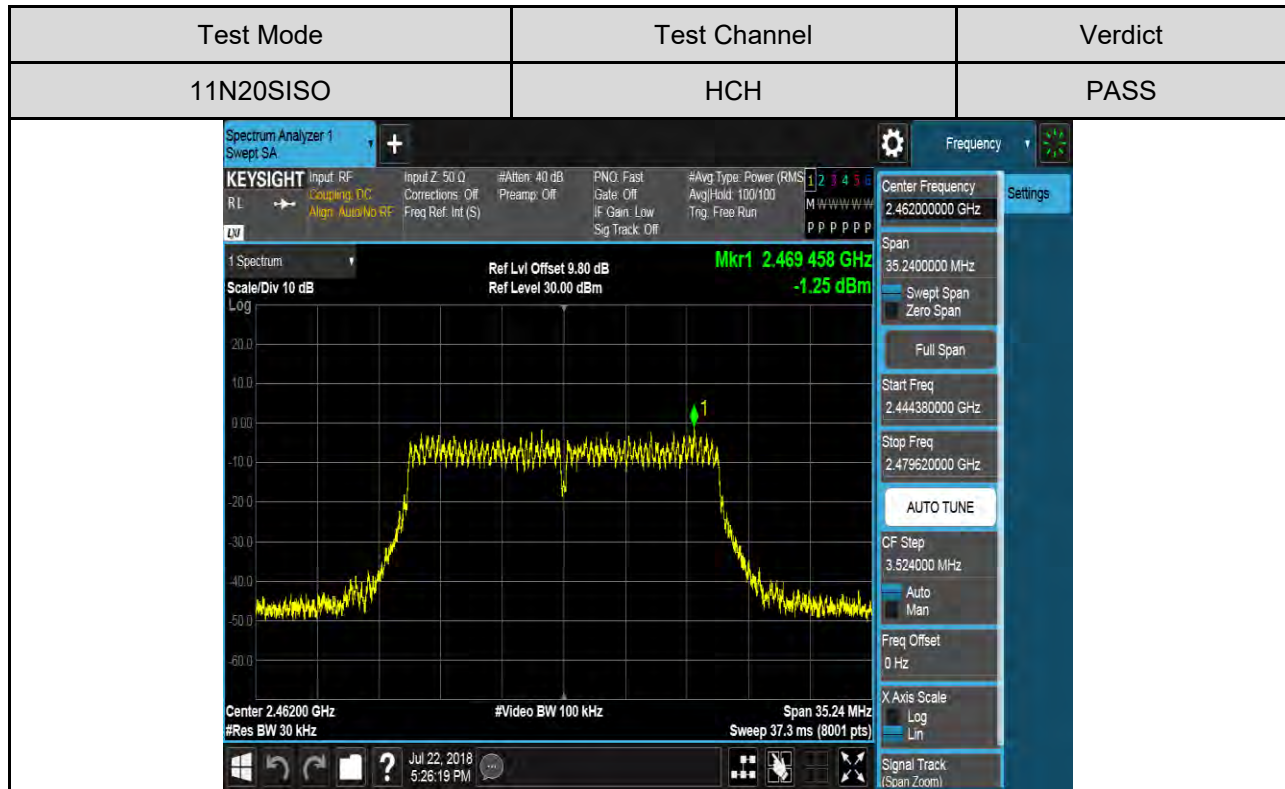 Test Mode Test Channel Verdict
11N20SISO HCH PASS
Spectrum Analyzer 1
Swept SA
+
Frequency
KEYSIGHT Input: RF Input Z: 50 Ω #Atten: 40 dB PNO: Fast #Avg Type: Power (RMS 1 2 3 4 5 6
RL Coupling: DC Corrections: Off Preamp: Off Gate: Off Avg|Hold: 100/100 M W W W W W
Align: Auto/No RF Freq Ref: Int (S) IF Gain: Low Trig: Free Run
LXI Sig Track: Off P P P P P P
1 Spectrum
Scale/Div 10 dB
Ref Lvl Offset 9.80 dB
Ref Level 30.00 dBm
Mkr1 2.469 458 GHz
-1.25 dBm
Log
20.0
10.0
0.00
-10.0
-20.0
-30.0
-40.0
-50.0
-60.0
1
Center 2.46200 GHz #Video BW 100 kHz Span 35.24 MHz
#Res BW 30 kHz Sweep 37.3 ms (8001 pts)
Center Frequency
2.462000000 GHz
Settings
Span
35.2400000 MHz
Swept Span
Zero Span
Full Span
Start Freq
2.444380000 GHz
Stop Freq
2.479620000 GHz
AUTO TUNE
CF Step
3.524000 MHz
Auto
Man
Freq Offset
0 Hz
X Axis Scale
Log
Lin
Signal Track
(Span Zoom)
?
Jul 22, 2018
5:26:19 PM